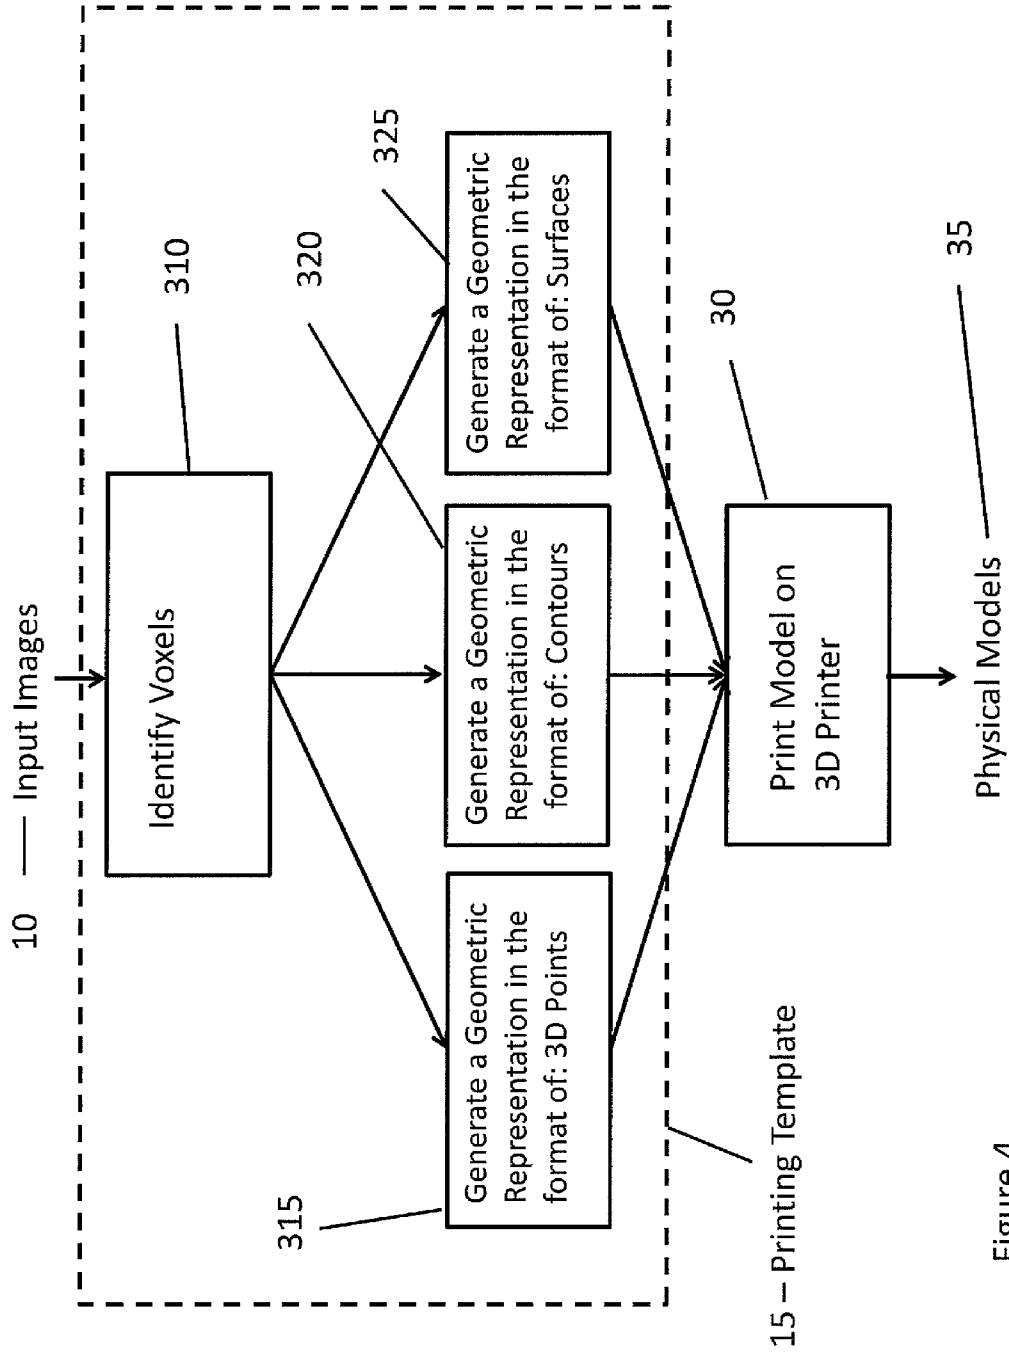 10 — Input Images
310
Identify Voxels
320
325
315
Generate a Geometric
Representation in the
format of: 3D Points
Generate a Geometric
Representation in the
format of: Contours
Generate a Geometric
Representation in the
format of: Surfaces
30
Print Model on
3D Printer
15 – Printing Template
35
Physical Models
Figure 4